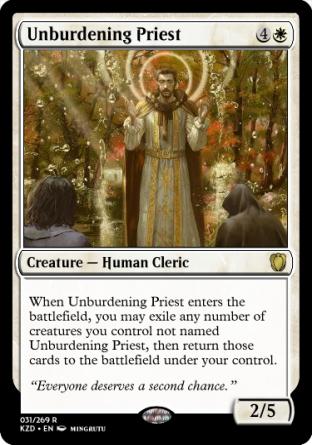 Unburdening Priest 4
Creature — Human Cleric
When Unburdening Priest enters the
battlefield, you may exile any number of
creatures you control not named
Unburdening Priest, then return those
cards to the battlefield under your control.
“Everyone deserves a second chance.”
2/5
031/269 R
KZD • EN MINGRUTU